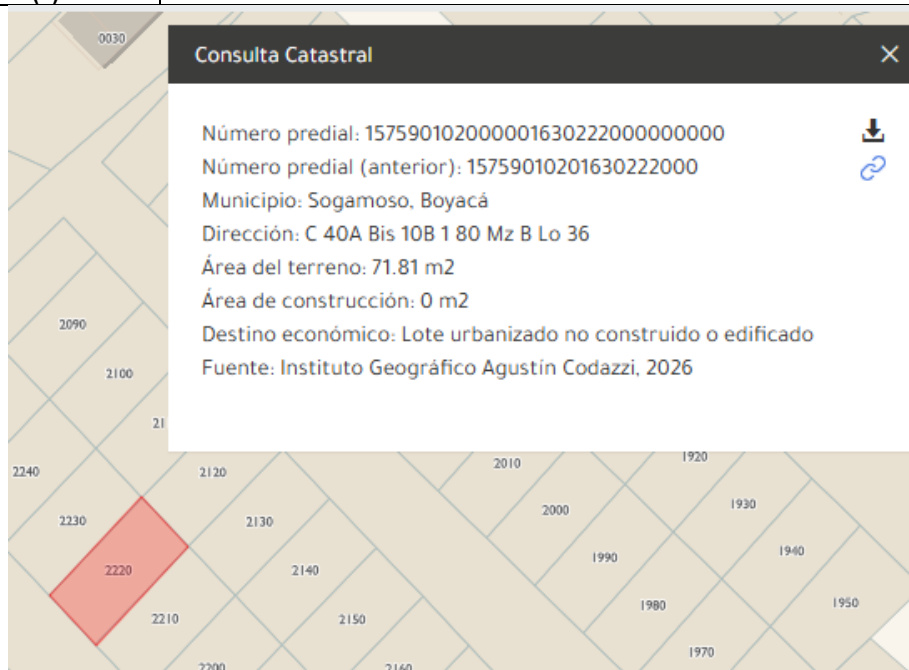 0030
Consulta Catastral
Número predial: 157590102000001630222000000000
Número predial (anterior): 15759010201630222000
Municipio: Sogamoso, Boyacá
Dirección: C 40A Bis 10B 1 80 Mz B Lo 36
Área del terreno: 71.81 m2
Área de construcción: 0 m2
Destino económico: Lote urbanizado no construido o edificado
Fuente: Instituto Geográfico Agustín Codazzi, 2026
2090
2100
21
2240
2120
2010
1920
2230
2130
2000
1930
2220
2140
1990
1940
2210
2150
1980
1950
2200
2160
1970